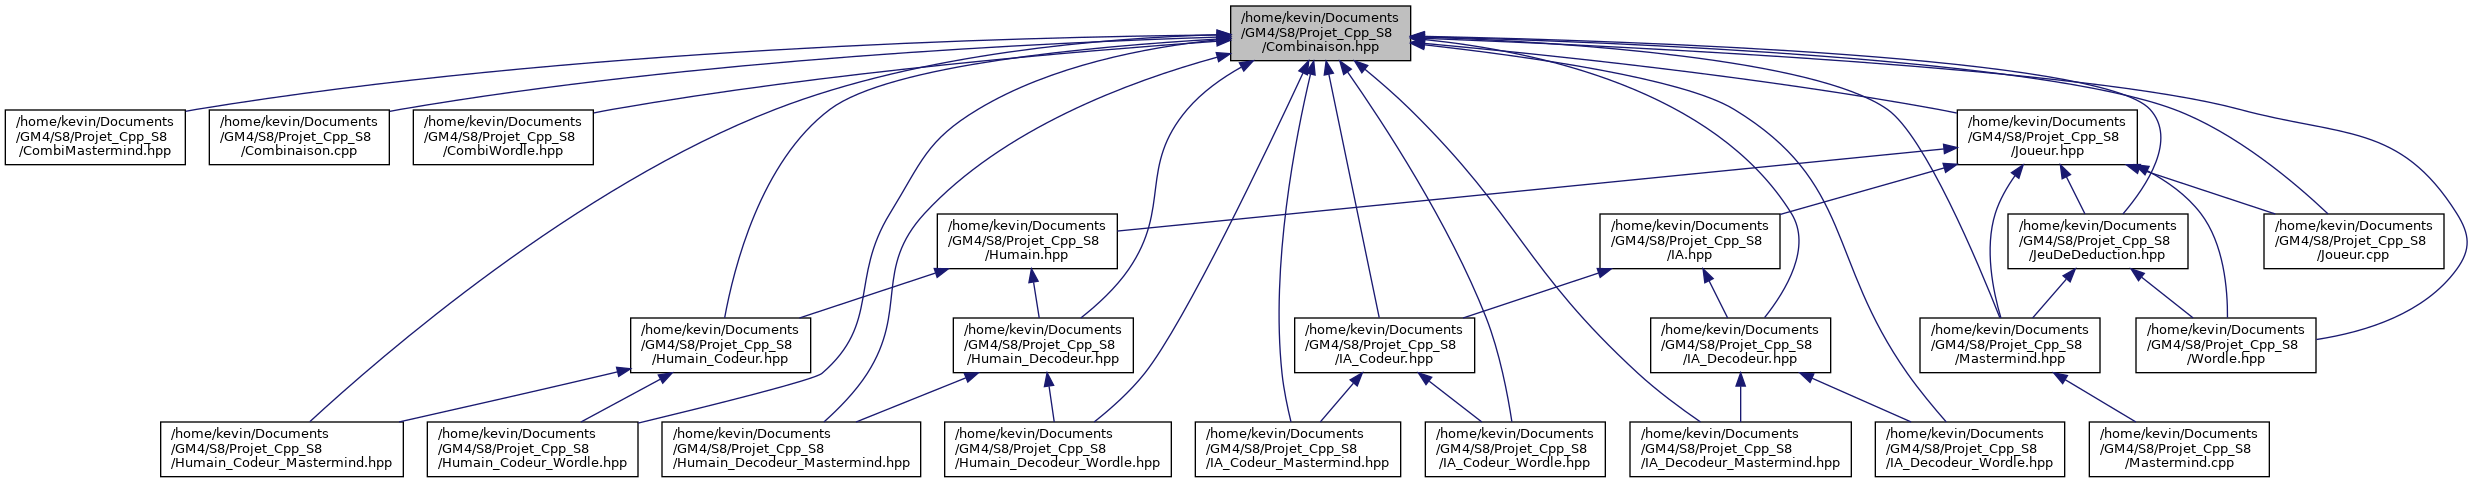 /home/kevin/Documents
/GM4/S8/Projet_Cpp_S8
/Combinaison.hpp
/home/kevin/Documents
/GM4/S8/Projet_Cpp_S8
/CombiMastermind.hpp
/home/kevin/Documents
/GM4/S8/Projet_Cpp_S8
/Combinaison.cpp
/home/kevin/Documents
/GM4/S8/Projet_Cpp_S8
/CombiWordle.hpp
/home/kevin/Documents
/GM4/S8/Projet_Cpp_S8
/Joueur.hpp
/home/kevin/Documents
/GM4/S8/Projet_Cpp_S8
/Humain.hpp
/home/kevin/Documents
/GM4/S8/Projet_Cpp_S8
/IA.hpp
/home/kevin/Documents
/GM4/S8/Projet_Cpp_S8
/JeuDeDeduction.hpp
/home/kevin/Documents
/GM4/S8/Projet_Cpp_S8
/Joueur.cpp
/home/kevin/Documents
/GM4/S8/Projet_Cpp_S8
/Humain_Codeur.hpp
/home/kevin/Documents
/GM4/S8/Projet_Cpp_S8
/Humain_Decodeur.hpp
/home/kevin/Documents
/GM4/S8/Projet_Cpp_S8
/IA_Codeur.hpp
/home/kevin/Documents
/GM4/S8/Projet_Cpp_S8
/IA_Decodeur.hpp
/home/kevin/Documents
/GM4/S8/Projet_Cpp_S8
/Mastermind.hpp
/home/kevin/Documents
/GM4/S8/Projet_Cpp_S8
/Wordle.hpp
/home/kevin/Documents
/GM4/S8/Projet_Cpp_S8
/Humain_Codeur_Mastermind.hpp
/home/kevin/Documents
/GM4/S8/Projet_Cpp_S8
/Humain_Codeur_Wordle.hpp
/home/kevin/Documents
/GM4/S8/Projet_Cpp_S8
/Humain_Decodeur_Mastermind.hpp
/home/kevin/Documents
/GM4/S8/Projet_Cpp_S8
/Humain_Decodeur_Wordle.hpp
/home/kevin/Documents
/GM4/S8/Projet_Cpp_S8
/IA_Codeur_Mastermind.hpp
/home/kevin/Documents
/GM4/S8/Projet_Cpp_S8
/IA_Codeur_Wordle.hpp
/home/kevin/Documents
/GM4/S8/Projet_Cpp_S8
/IA_Decodeur_Mastermind.hpp
/home/kevin/Documents
/GM4/S8/Projet_Cpp_S8
/IA_Decodeur_Wordle.hpp
/home/kevin/Documents
/GM4/S8/Projet_Cpp_S8
/Mastermind.cpp